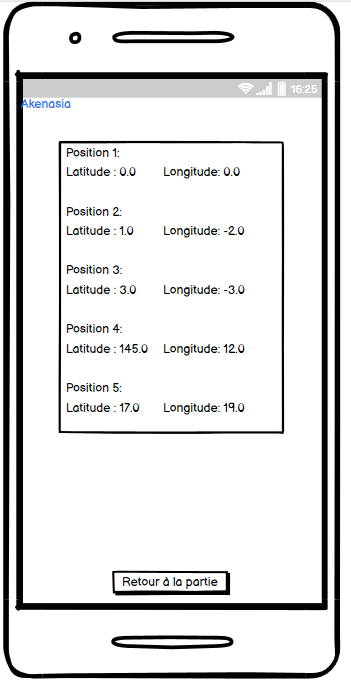 16:25
Akenasia
Position 1:
Latitude : 0.0 Longitude: 0.0
Position 2:
Latitude : 1.0 Longitude: -2.0
Position 3:
Latitude : 3.0 Longitude: -3.0
Position 4:
Latitude : 145.0 Longitude: 12.0
Position 5:
Latitude : 17.0 Longitude: 19.0
Retour à la partie